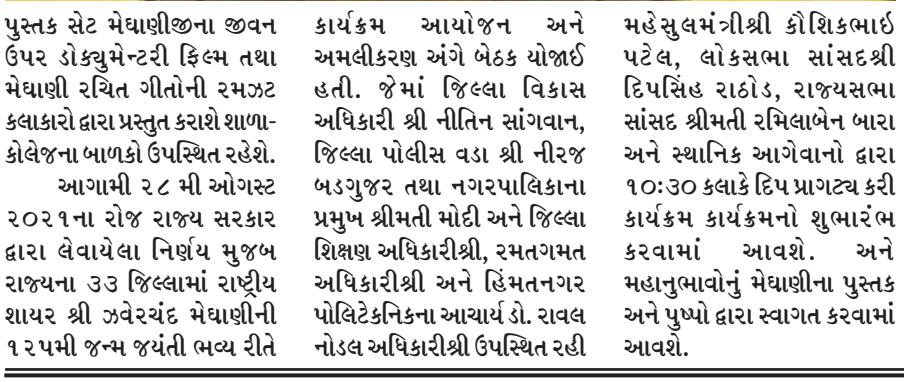 પુસ્તક સેટ મેઘાણીજીના જીવન
ઉપર ડોક્યુમેન્ટરી ફિલ્મ તથા
મેઘાણી રચિત ગીતોની રમઝટ
કલાકારો દ્વારા પ્રસ્તુત કરાશે શાળા-
કોલેજના બાળકો ઉપસ્થિત રહેશે.
આગામી ૨૮ મી ઓગસ્ટ
૨૦૨૧ના રોજ રાજ્ય સરકાર
દ્વારા લેવાયેલા નિર્ણય મુજબ
રાજ્યના ૩૩ જિલ્લામાં રાષ્ટ્રીય
શાયર શ્રી ઝવેરચંદ મેઘાણીની
૧૨૫મી જન્મ જયંતી ભવ્ય રીતે
કાર્યક્રમ આયોજન અને
અમલીકરણ અંગે બેઠક યોજાઈ
હતી. જેમાં જિલ્લા વિકાસ
અધિકારી શ્રી નીતિન સાંગવાન,
જિલ્લા પોલીસ વડા શ્રી નીરજ
બડગુજર તથા નગરપાલિકાના
પ્રમુખ શ્રીમતી મોદી અને જિલ્લા
શિક્ષણ અધિકારીશ્રી, રમતગમત
અધિકારીશ્રી અને હિંમતનગર
પોલિટેકનિકના આચાર્ય ડો. રાવલ
નોડલ અધિકારીશ્રી ઉપસ્થિત રહી
મહેસુલમંત્રીશ્રી કૌશિકભાઇ
પટેલ, લોકસભા સાંસદશ્રી
દિપસિંહ રાઠોડ, રાજ્યસભા
સાંસદ શ્રીમતી રમિલાબેન બારા
અને સ્થાનિક આગેવાનો દ્વારા
૧૦:૩૦ કલાકે દિપ પ્રાગટ્ય કરી
કાર્યક્રમ કાર્યક્રમનો શુભારંભ
કરવામાં આવશે. અને
મહાનુભાવોનું મેઘાણીના પુસ્તક
અને પુષ્પો દ્વારા સ્વાગત કરવામાં
આવશે.